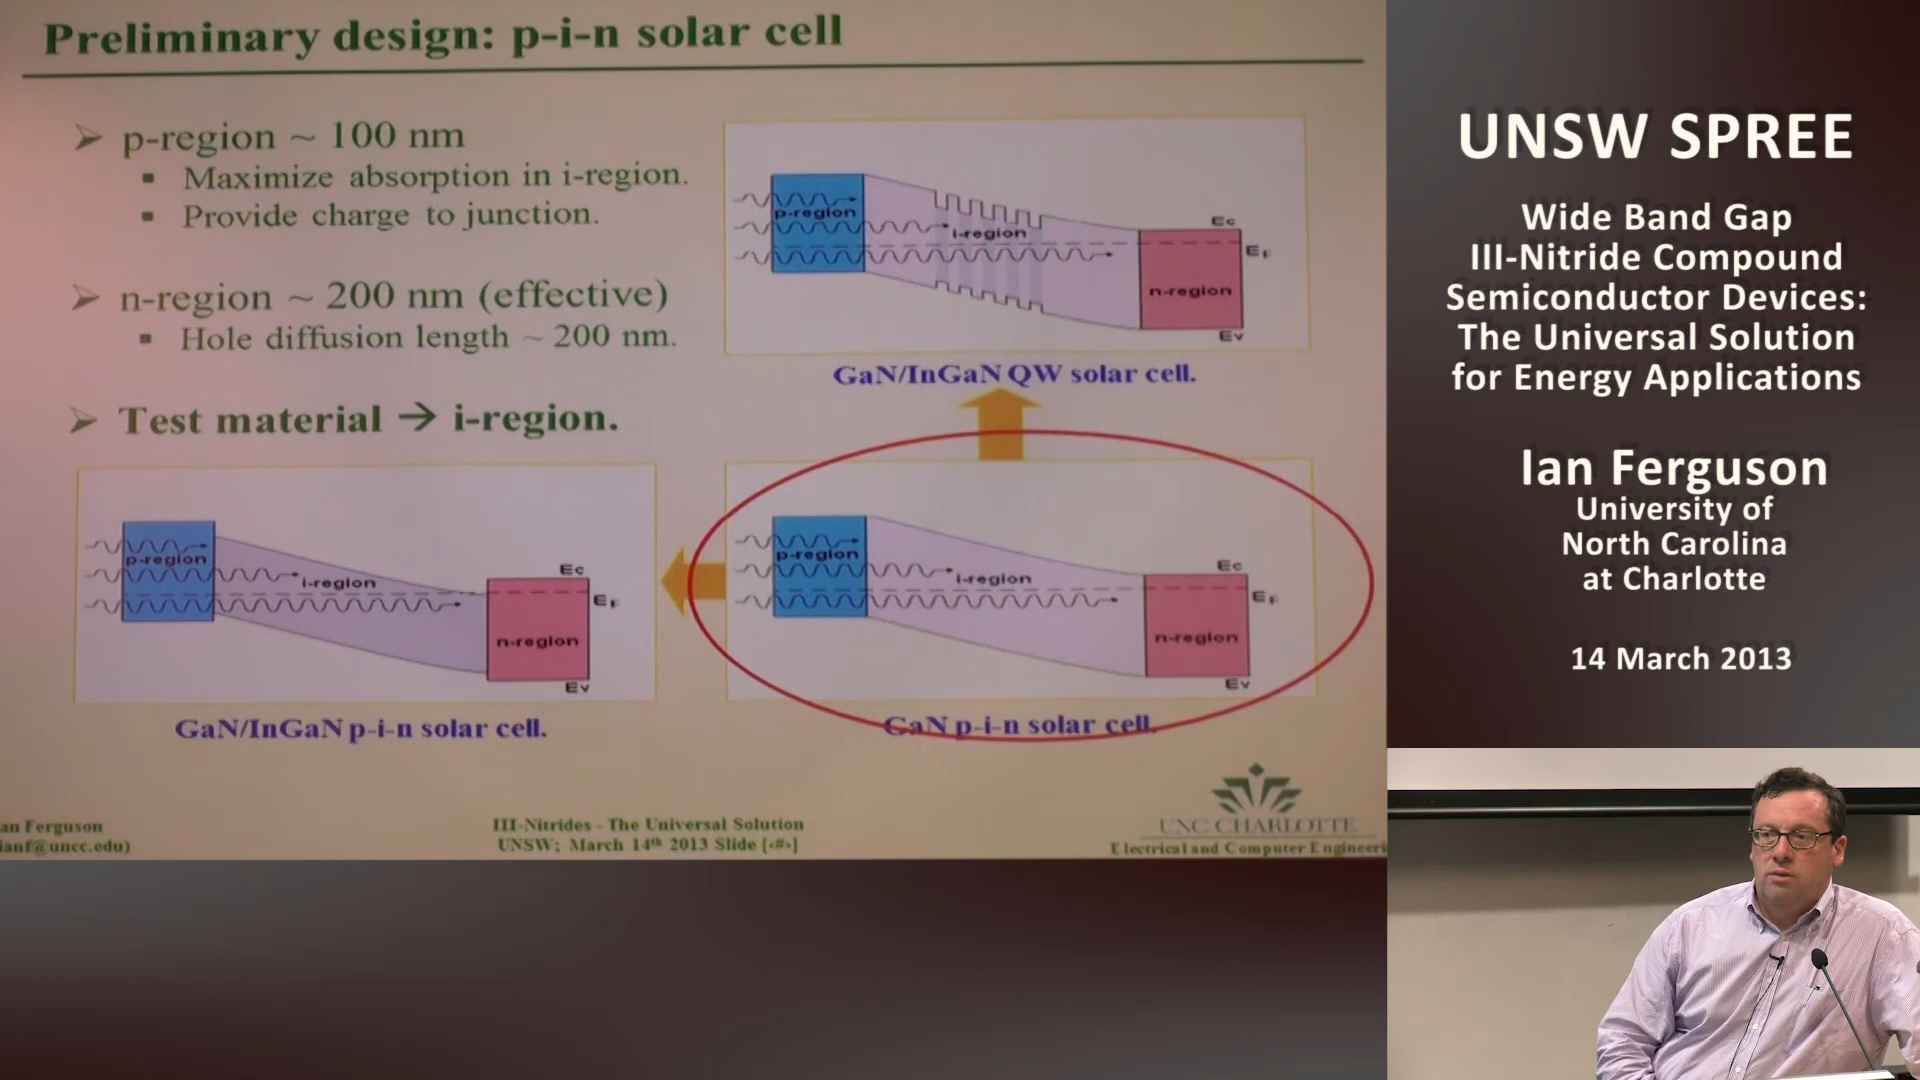 Preliminary design: p-i-n solar cell
➢ p-region ~ 100 nm
▪ Maximize absorption in i-region.
▪ Provide charge to junction.
➢ n-region ~ 200 nm (effective)
▪ Hole diffusion length ~ 200 nm.
➢ Test material → i-region.
p-region
i-region
Ec
EF
n-region
Ev
GaN/InGaN QW solar cell.
p-region
i-region
Ec
EF
n-region
Ev
GaN/InGaN p-i-n solar cell.
p-region
i-region
Ec
EF
n-region
Ev
GaN p-i-n solar cell.
an Ferguson
ianf@uncc.edu)
III-Nitrides - The Universal Solution
UNSW; March 14th 2013 Slide [‹#›]
UNC CHARLOTTE
Electrical and Computer Engineeri
UNSW SPREE
Wide Band Gap
III-Nitride Compound
Semiconductor Devices:
The Universal Solution
for Energy Applications
Ian Ferguson
University of
North Carolina
at Charlotte
14 March 2013